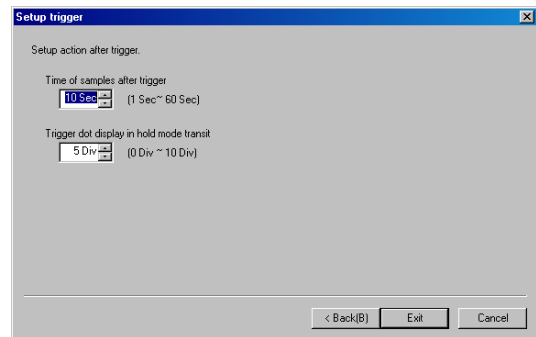 Setup trigger
Setup action after trigger.
Time of samples after trigger
10 Sec (1 Sec~ 60 Sec)
Trigger dot display in hold mode transit
5 Div (0 Div ~ 10 Div)
< Back(B) Exit Cancel